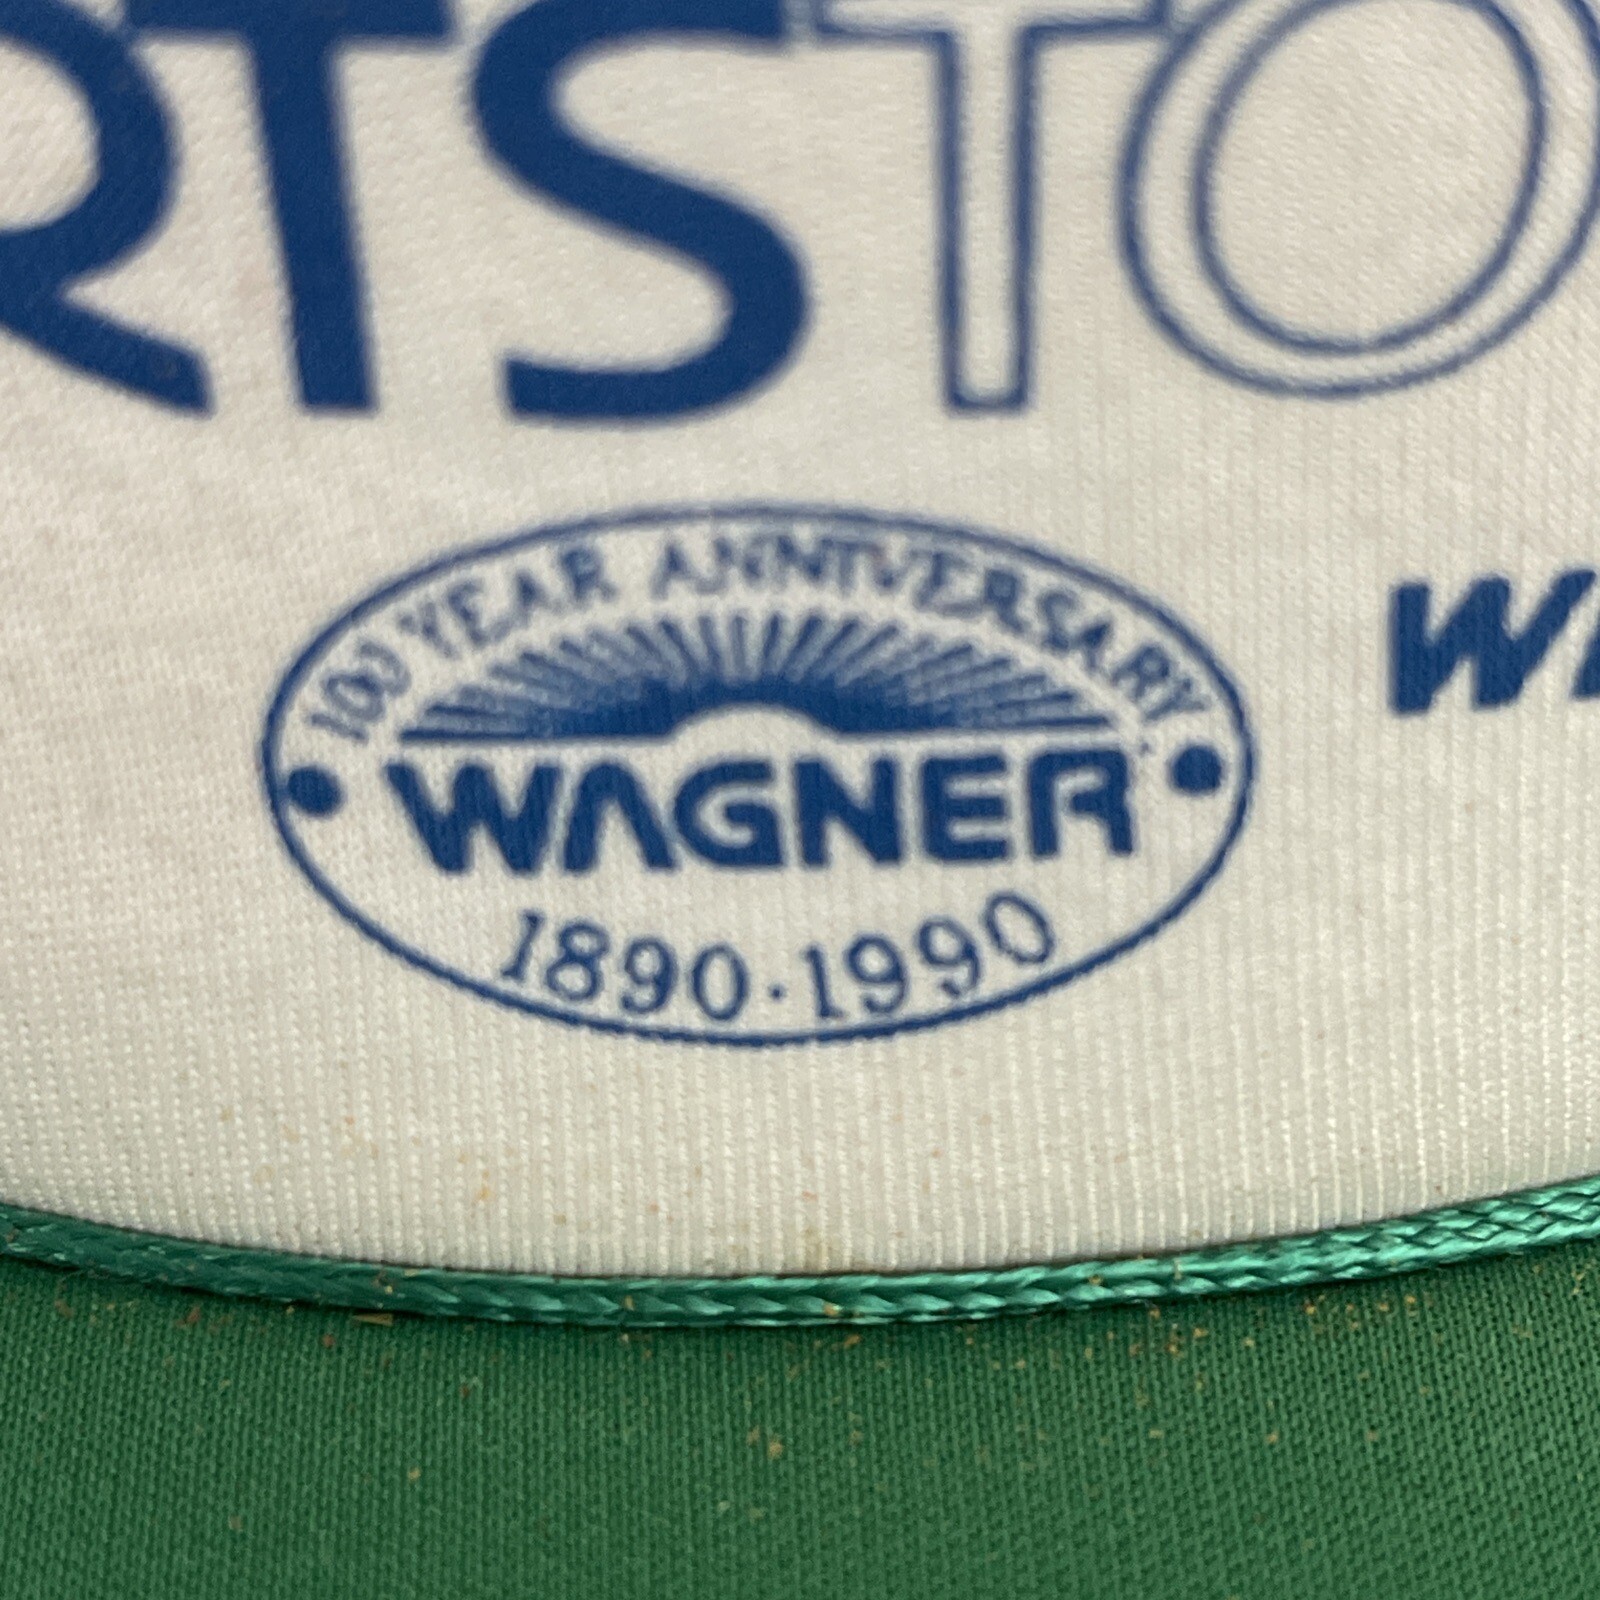 RTSTO
100 YEAR ANNIVERSARY
WAGNER
1890·1990